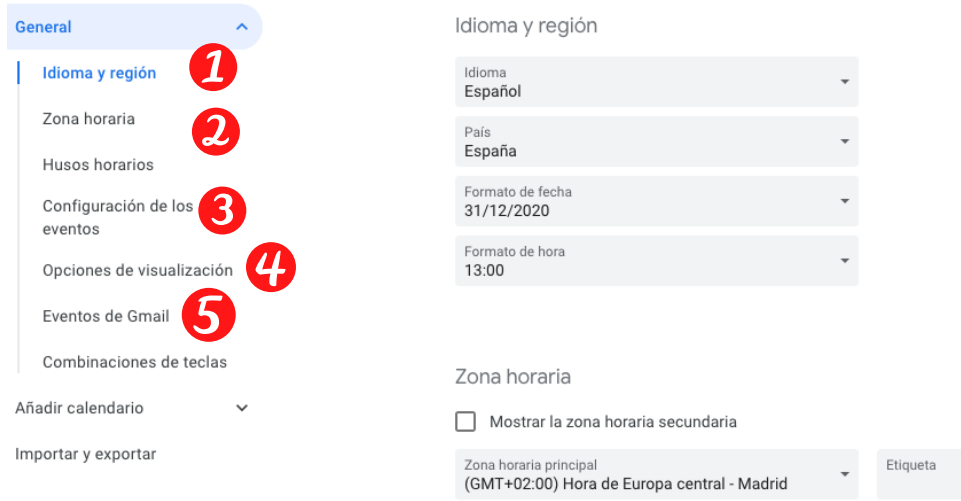 General
Idioma y región
1
Zona horaria
2
Husos horarios
Configuración de los
eventos
3
Opciones de visualización
4
Eventos de Gmail
5
Combinaciones de teclas
Añadir calendario
Importar y exportar
Idioma y región
Idioma
Español
País
España
Formato de fecha
31/12/2020
Formato de hora
13:00
Zona horaria
Mostrar la zona horaria secundaria
Zona horaria principal
(GMT+02:00) Hora de Europa central - Madrid
Etiqueta